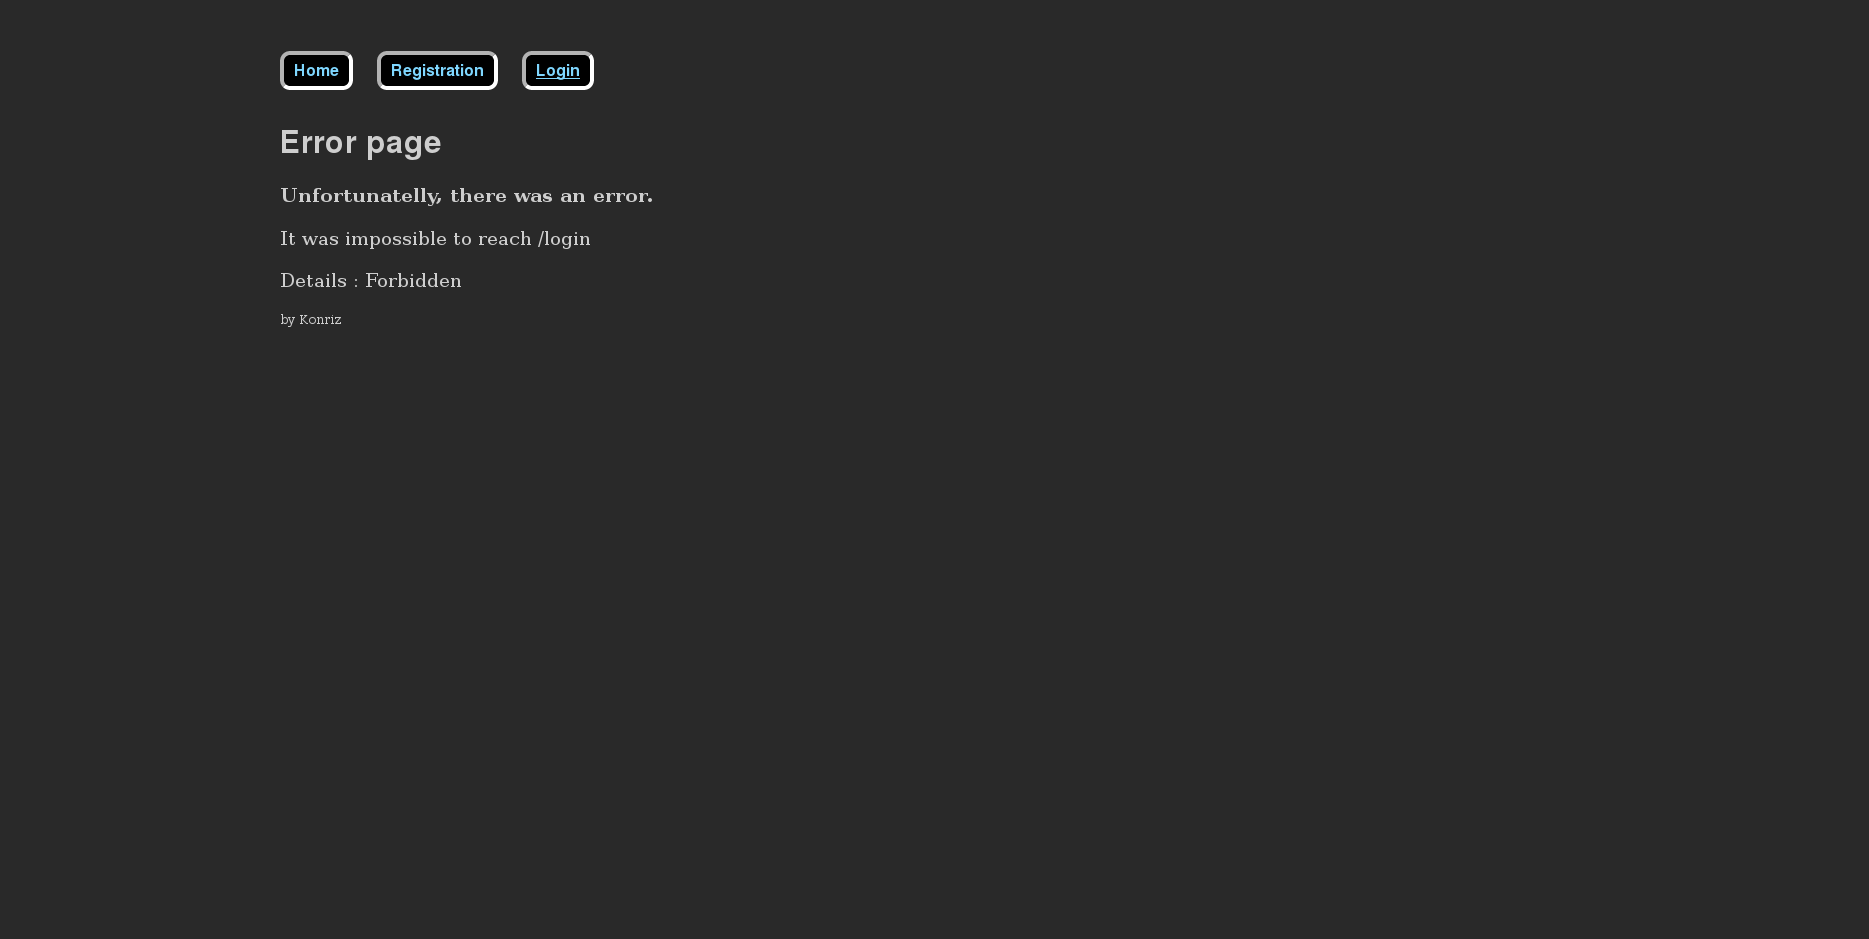 Home Registration Login
Error page
Unfortunatelly, there was an error.
It was impossible to reach /login
Details : Forbidden
by Konriz